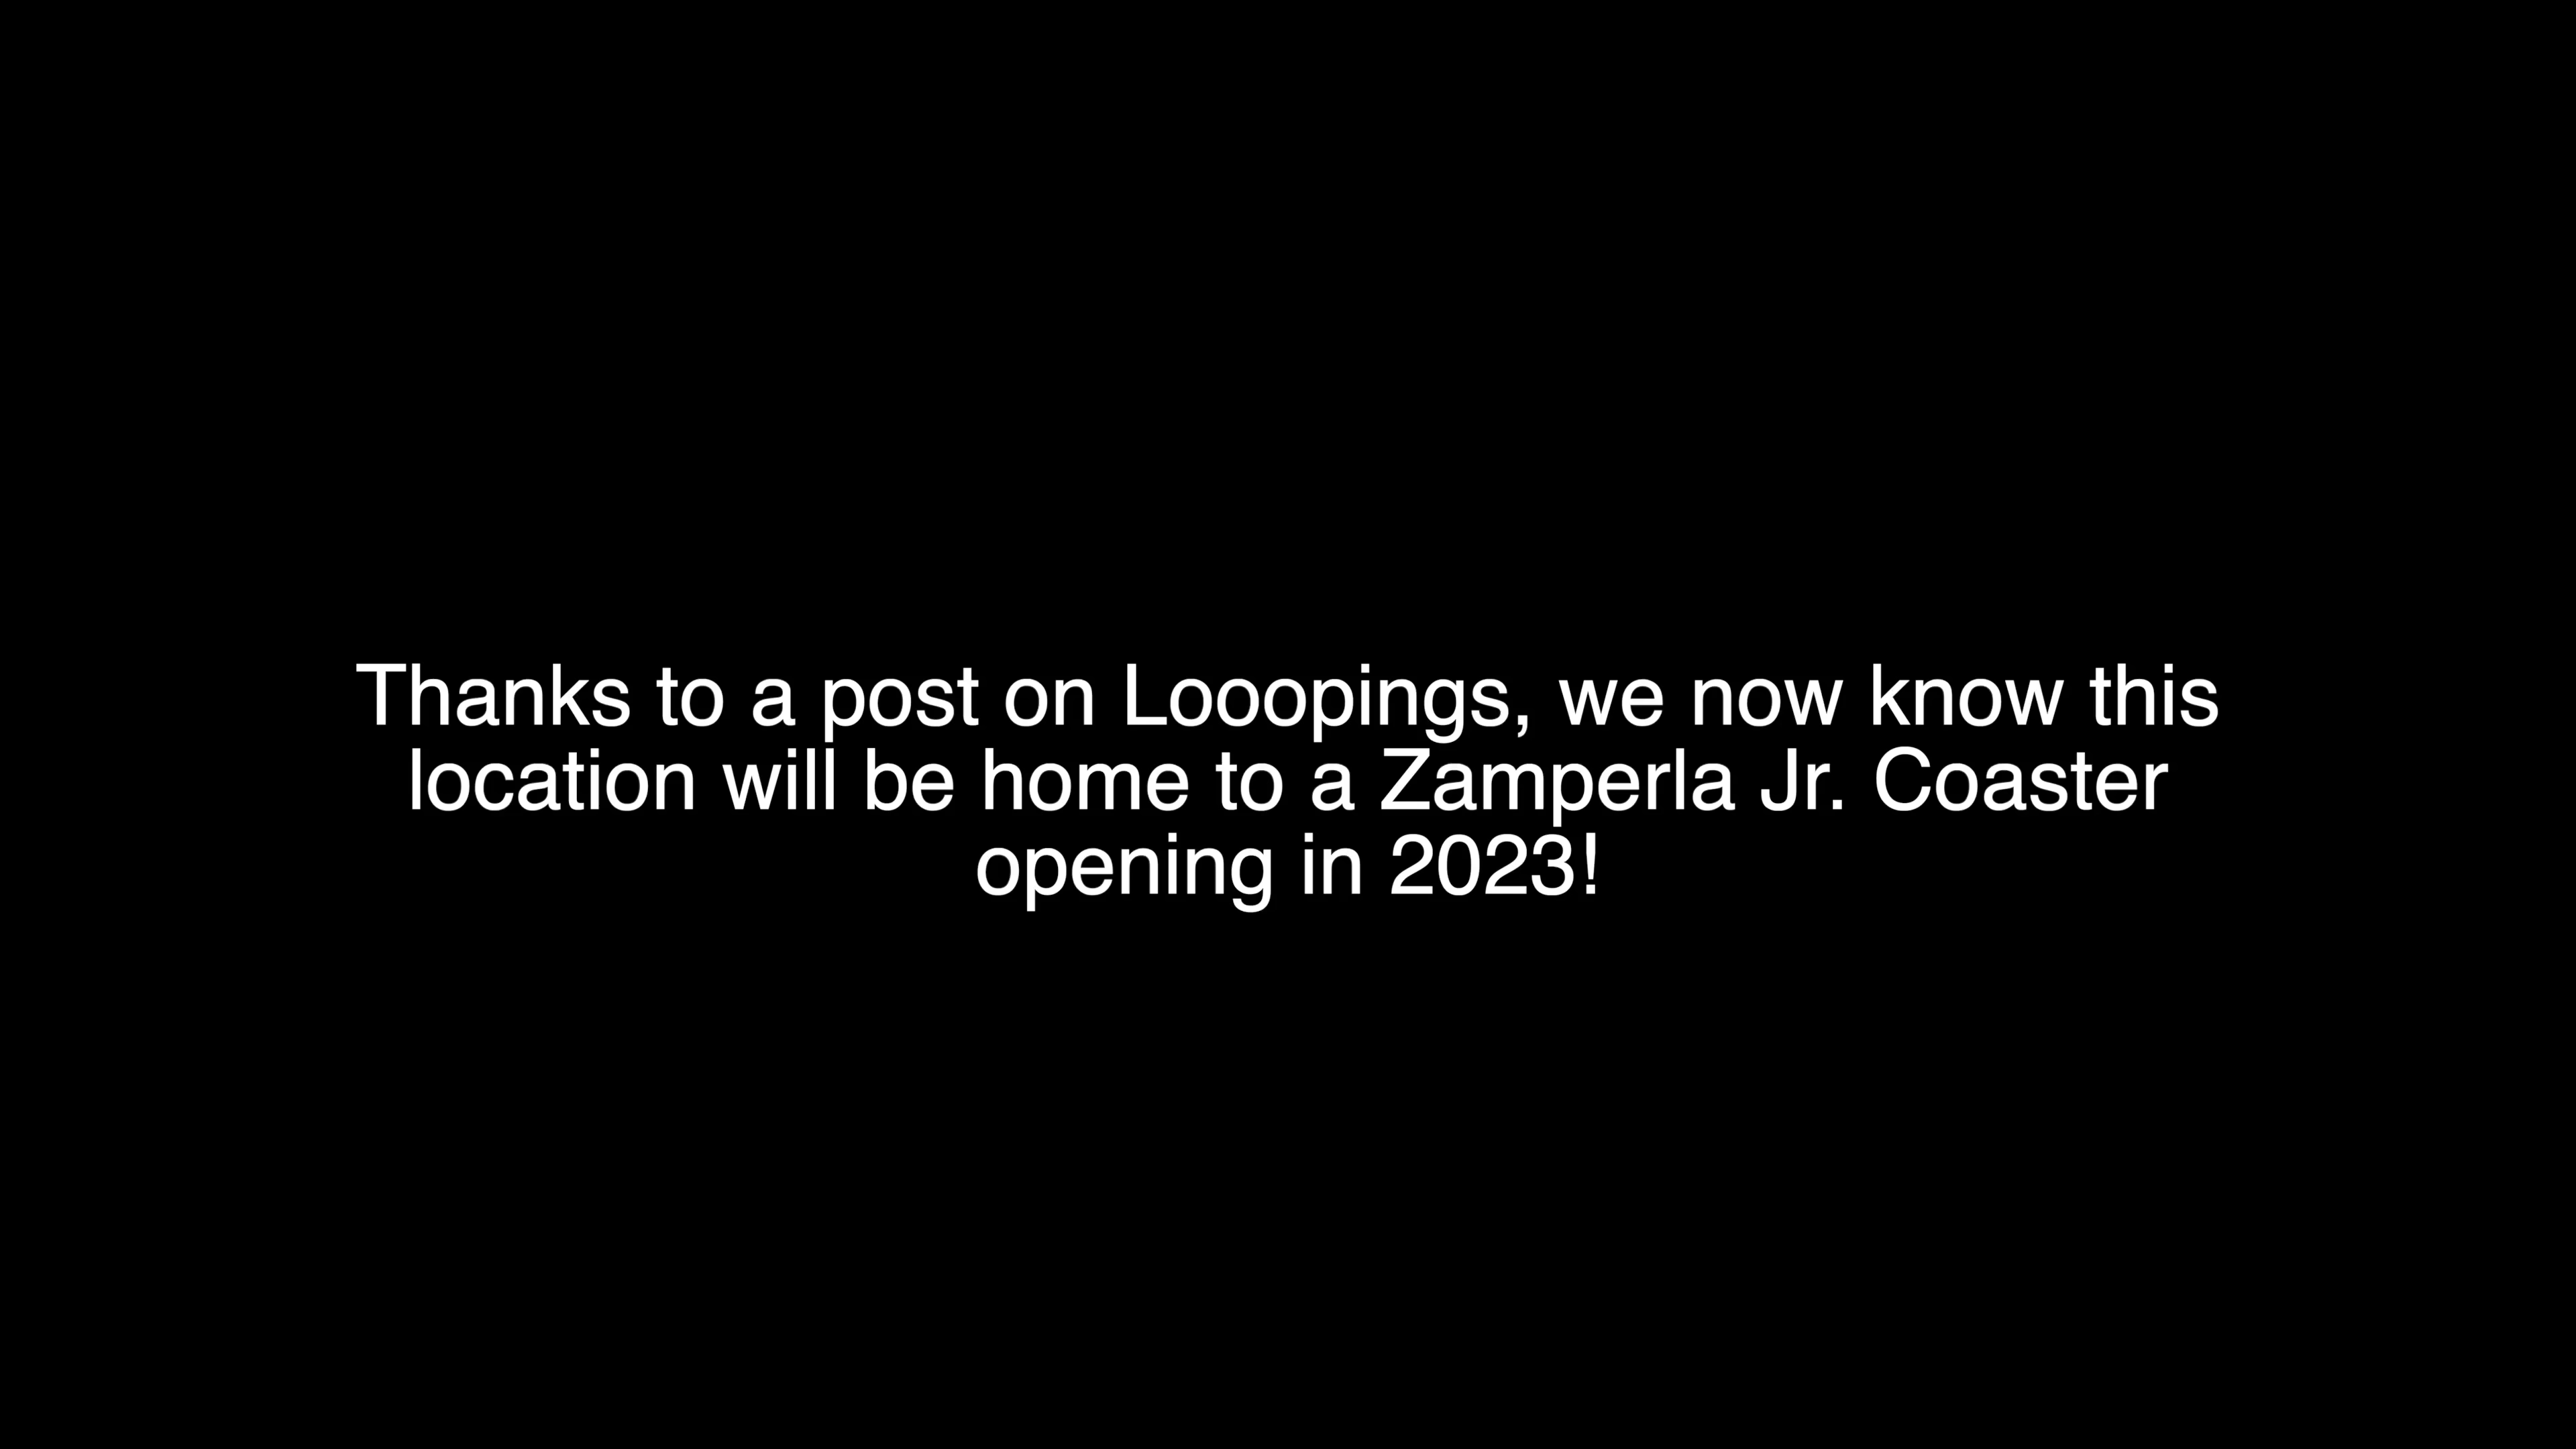 Thanks to a post on Looopings, we now know this
location will be home to a Zamperla Jr. Coaster
opening in 2023!